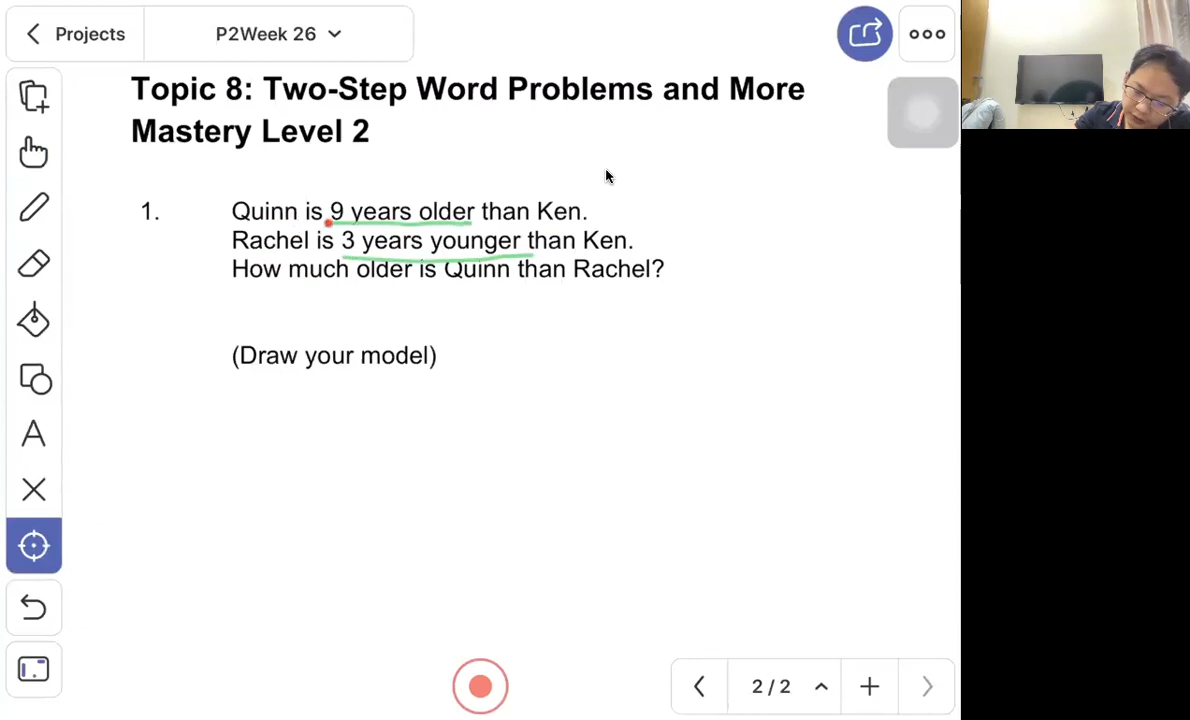 Projects
P2Week 26
Topic 8: Two-Step Word Problems and More
Mastery Level 2
1.
Quinn is 9 years older than Ken.
Rachel is 3 years younger than Ken.
How much older is Quinn than Rachel?
(Draw your model)
2 / 2